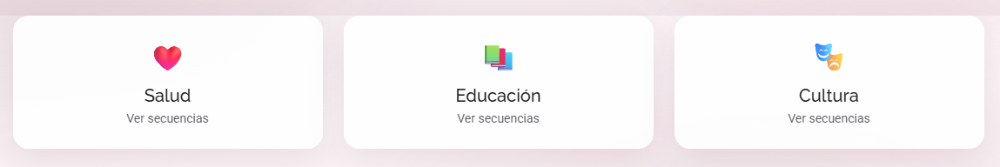 Salud
Ver secuencias
Educación
Ver secuencias
Cultura
Ver secuencias